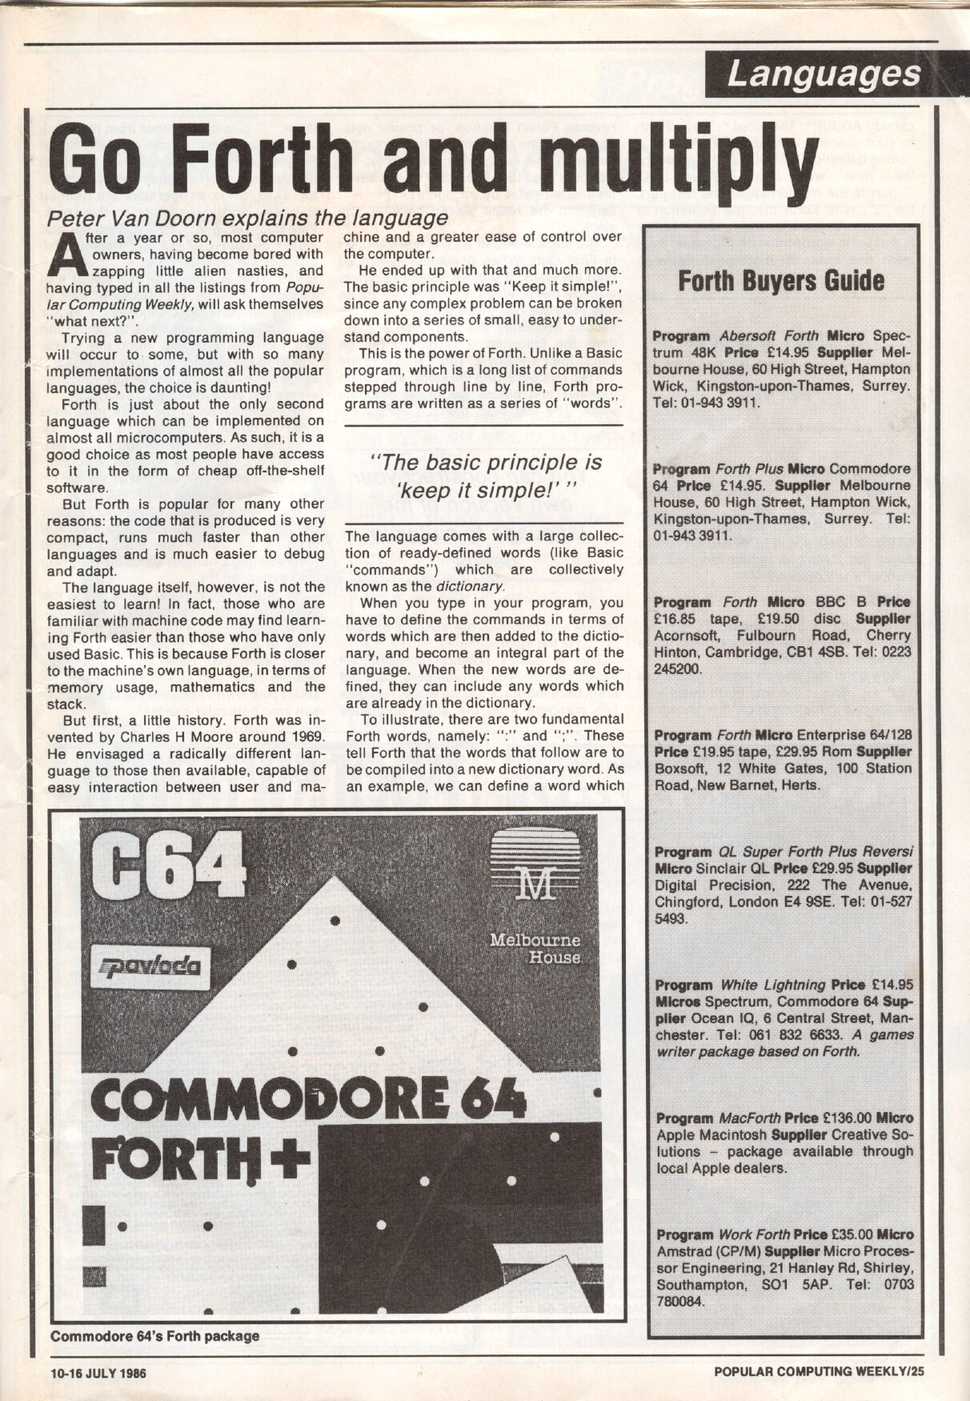 Languages
Go Forth and multiply
Peter Van Doorn explains the language
After a year or so, most computer
owners, having become bored with
zapping little alien nasties, and
having typed in all the listings from Popu-
lar Computing Weekly, will ask themselves
"what next?".
Trying a new programming language
will occur to some, but with so many
implementations of almost all the popular
languages, the choice is daunting!
Forth is just about the only second
language which can be implemented on
almost all microcomputers. As such, it is a
good choice as most people have access
to it in the form of cheap off-the-shelf
software.
But Forth is popular for many other
reasons: the code that is produced is very
compact, runs much faster than other
languages and is much easier to debug
and adapt.
The language itself, however, is not the
easiest to learn! In fact, those who are
familiar with machine code may find learn-
ing Forth easier than those who have only
used Basic. This is because Forth is closer
to the machine's own language, in terms of
memory usage, mathematics and the
stack.
But first, a little history. Forth was in-
vented by Charles H Moore around 1969.
He envisaged a radically different lan-
guage to those then available, capable of
easy interaction between user and ma-
chine and a greater ease of control over
the computer.
He ended up with that and much more.
The basic principle was "Keep it simple!",
since any complex problem can be broken
down into a series of small, easy to under-
stand components.
This is the power of Forth. Unlike a Basic
program, which is a long list of commands
stepped through line by line, Forth pro-
grams are written as a series of "words".
"The basic principle is
'keep it simple!' "
The language comes with a large collec-
tion of ready-defined words (like Basic
"commands") which are collectively
known as the dictionary.
When you type in your program, you
have to define the commands in terms of
words which are then added to the dictio-
nary, and become an integral part of the
language. When the new words are de-
fined, they can include any words which
are already in the dictionary.
To illustrate, there are two fundamental
Forth words, namely: ":" and ";". These
tell Forth that the words that follow are to
be compiled into a new dictionary word. As
an example, we can define a word which
C64
M
Melbourne
House
pavloda
COMMODORE 64
FORTH +
Commodore 64's Forth package
Forth Buyers Guide
Program Abersoft Forth Micro Spec-
trum 48K Price £14.95 Supplier Mel-
bourne House, 60 High Street, Hampton
Wick, Kingston-upon-Thames, Surrey.
Tel: 01-943 3911.
Program Forth Plus Micro Commodore
64 Price £14.95. Supplier Melbourne
House, 60 High Street, Hampton Wick,
Kingston-upon-Thames, Surrey. Tel:
01-943 3911.
Program Forth Micro BBC B Price
£16.85 tape, £19.50 disc Supplier
Acornsoft, Fulbourn Road, Cherry
Hinton, Cambridge, CB1 4SB. Tel: 0223
245200.
Program Forth Micro Enterprise 64/128
Price £19.95 tape, £29.95 Rom Supplier
Boxsoft, 12 White Gates, 100 Station
Road, New Barnet, Herts.
Program QL Super Forth Plus Reversi
Micro Sinclair QL Price £29.95 Supplier
Digital Precision, 222 The Avenue,
Chingford, London E4 9SE. Tel: 01-527
5493.
Program White Lightning Price £14.95
Micros Spectrum, Commodore 64 Sup-
plier Ocean IQ, 6 Central Street, Man-
chester. Tel: 061 832 6633. A games
writer package based on Forth.
Program MacForth Price £136.00 Micro
Apple Macintosh Supplier Creative So-
lutions – package available through
local Apple dealers.
Program Work Forth Price £35.00 Micro
Amstrad (CP/M) Supplier Micro Proces-
sor Engineering, 21 Hanley Rd, Shirley,
Southampton, SO1 5AP. Tel: 0703
780084.
10-16 JULY 1986
POPULAR COMPUTING WEEKLY/25